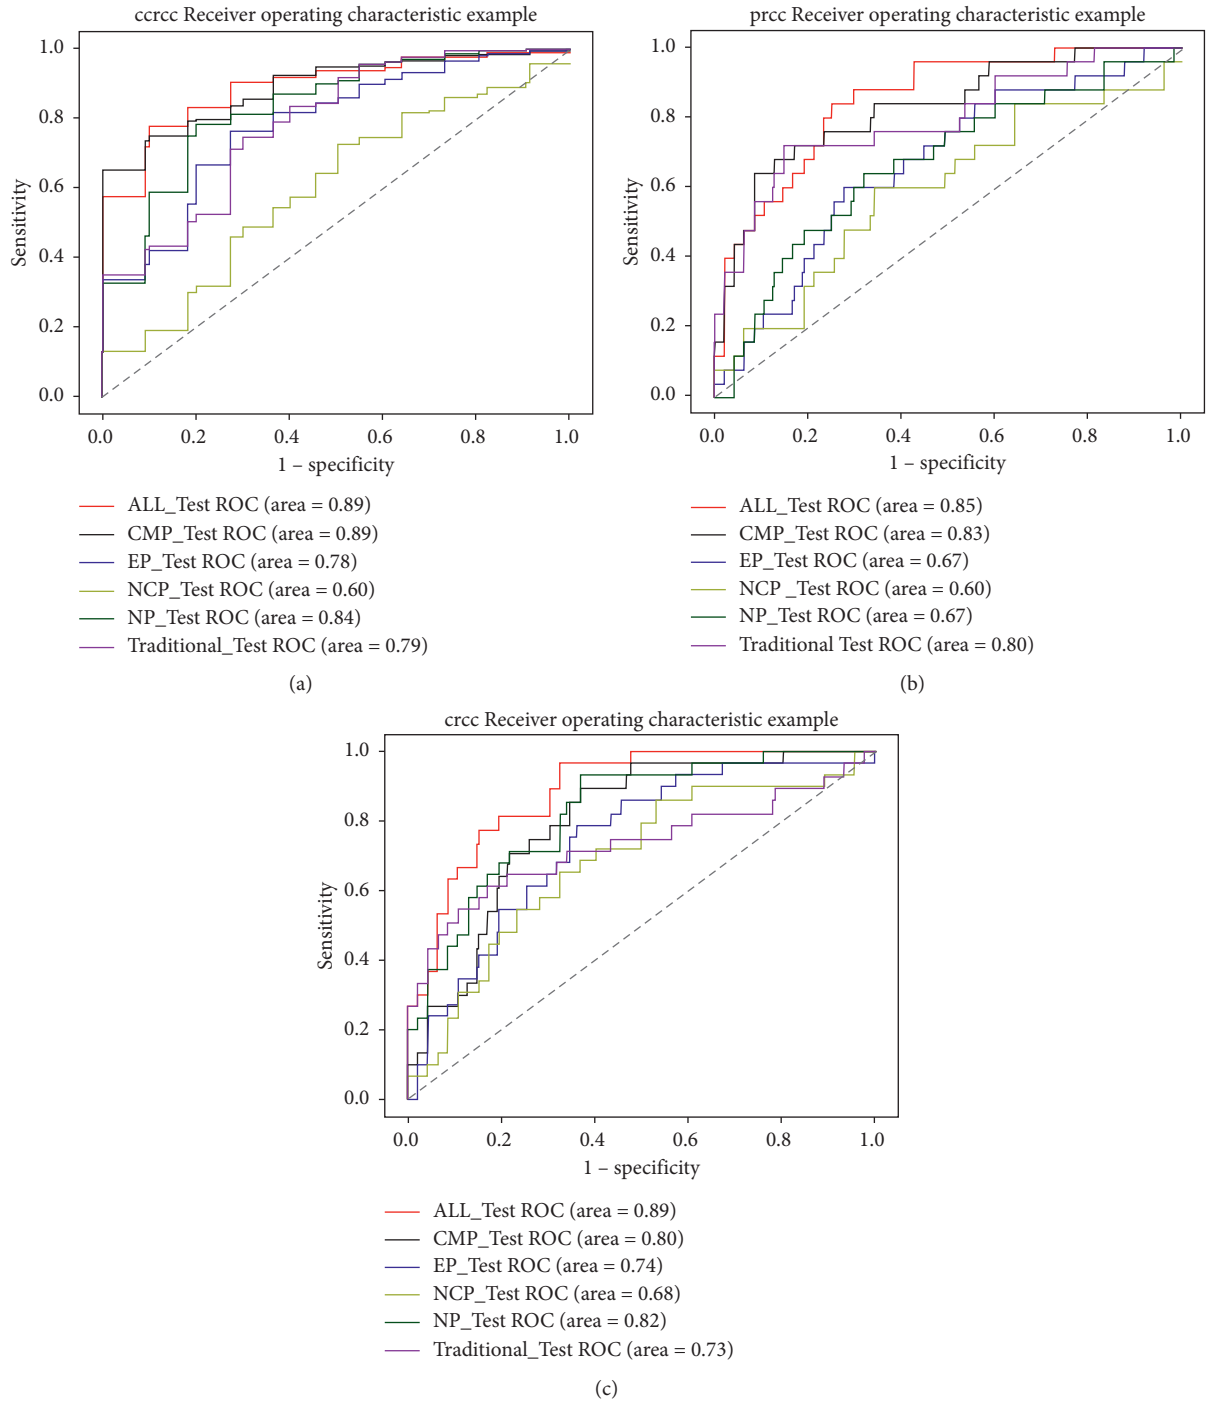 ccrcc Receiver operating characteristic example
1.0
0.8
0.6
0.4
0.2
0.0
Sensitivity
0.0 0.2 0.4 0.6 0.8 1.0
1 – specificity
ALL_Test ROC (area = 0.89)
CMP_Test ROC (area = 0.89)
EP_Test ROC (area = 0.78)
NCP_Test ROC (area = 0.60)
NP_Test ROC (area = 0.84)
Traditional_Test ROC (area = 0.79)
(a)
prcc Receiver operating characteristic example
1.0
0.8
0.6
0.4
0.2
0.0
Sensitivity
0.0 0.2 0.4 0.6 0.8 1.0
1 – specificity
ALL_Test ROC (area = 0.85)
CMP_Test ROC (area = 0.83)
EP_Test ROC (area = 0.67)
NCP _Test ROC (area = 0.60)
NP_Test ROC (area = 0.67)
Traditional Test ROC (area = 0.80)
(b)
crcc Receiver operating characteristic example
1.0
0.8
0.6
0.4
0.2
0.0
Sensitivity
0.0 0.2 0.4 0.6 0.8 1.0
1 – specificity
ALL_Test ROC (area = 0.89)
CMP_Test ROC (area = 0.80)
EP_Test ROC (area = 0.74)
NCP_Test ROC (area = 0.68)
NP_Test ROC (area = 0.82)
Traditional_Test ROC (area = 0.73)
(c)